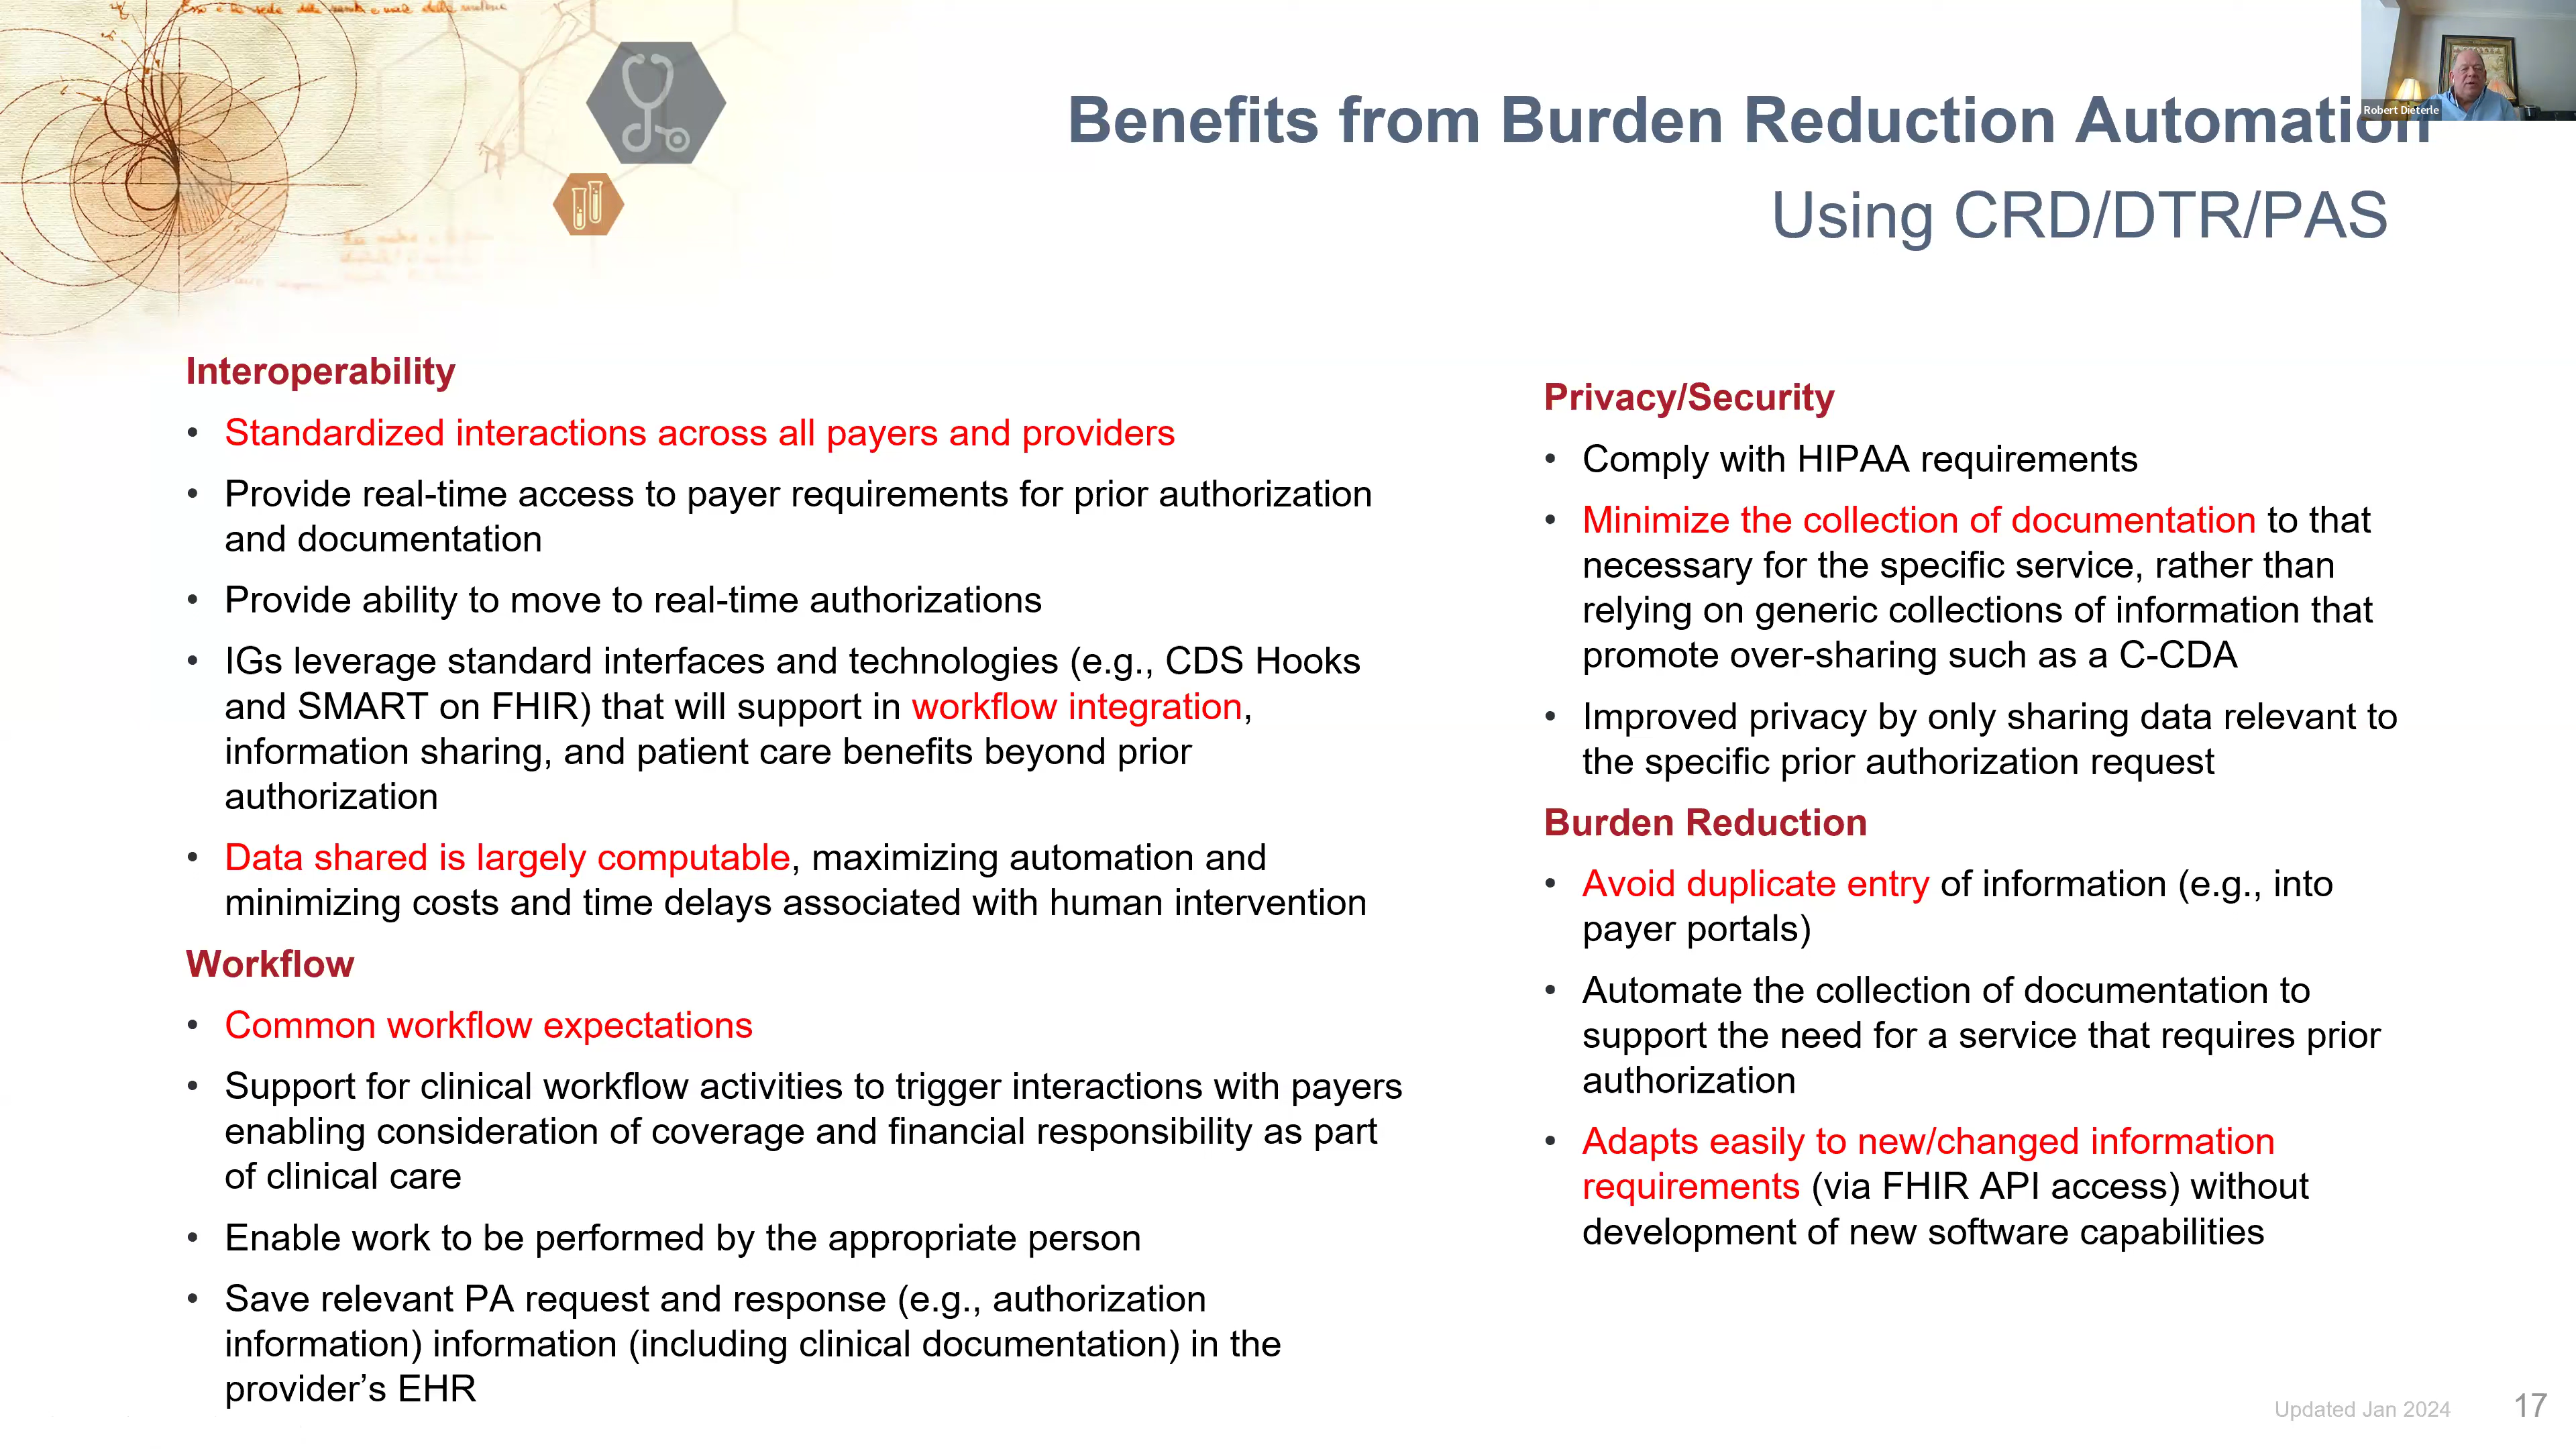 Benefits from Burden Reduction Automation
Robert Dieterle
Using CRD/DTR/PAS
Interoperability
• Standardized interactions across all payers and providers
• Provide real-time access to payer requirements for prior authorization
and documentation
• Provide ability to move to real-time authorizations
• IGs leverage standard interfaces and technologies (e.g., CDS Hooks
and SMART on FHIR) that will support in workflow integration,
information sharing, and patient care benefits beyond prior
authorization
• Data shared is largely computable, maximizing automation and
minimizing costs and time delays associated with human intervention
Workflow
• Common workflow expectations
• Support for clinical workflow activities to trigger interactions with payers
enabling consideration of coverage and financial responsibility as part
of clinical care
• Enable work to be performed by the appropriate person
• Save relevant PA request and response (e.g., authorization
information) information (including clinical documentation) in the
provider’s EHR
Privacy/Security
• Comply with HIPAA requirements
• Minimize the collection of documentation to that
necessary for the specific service, rather than
relying on generic collections of information that
promote over-sharing such as a C-CDA
• Improved privacy by only sharing data relevant to
the specific prior authorization request
Burden Reduction
• Avoid duplicate entry of information (e.g., into
payer portals)
• Automate the collection of documentation to
support the need for a service that requires prior
authorization
• Adapts easily to new/changed information
requirements (via FHIR API access) without
development of new software capabilities
Updated Jan 2024
17